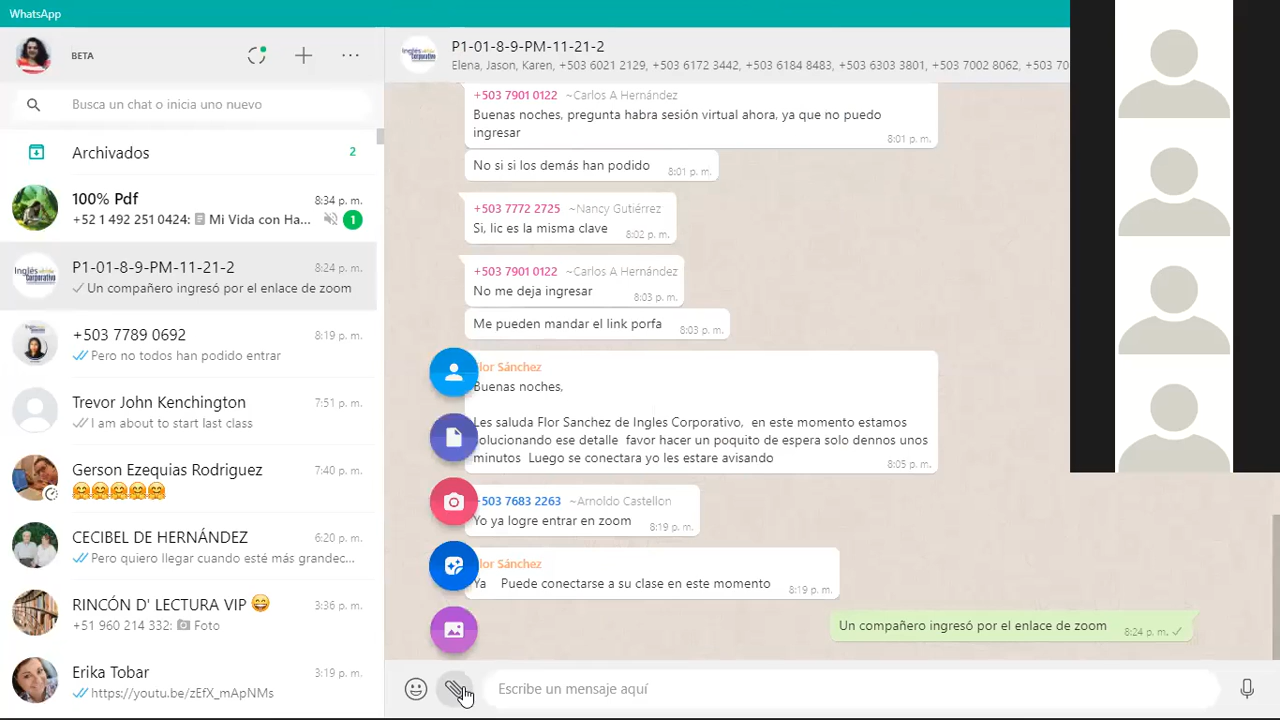 WhatsApp
BETA
Busca un chat o inicia uno nuevo
Archivados 2
100% Pdf 8:34 p. m.
+52 1 492 251 0424: Mi Vida con Ha... 1
P1-01-8-9-PM-11-21-2 8:24 p. m.
Un compañero ingresó por el enlace de zoom
+503 7789 0692 8:19 p. m.
Pero no todos han podido entrar
Trevor John Kenchington 7:51 p. m.
I am about to start last class
Gerson Ezequias Rodriguez 7:40 p. m.
CECIBEL DE HERNÁNDEZ 6:20 p. m.
Pero quiero llegar cuando esté más grandec...
RINCÓN D' LECTURA VIP 3:36 p. m.
+51 960 214 332: Foto
Erika Tobar 3:19 p. m.
https://youtu.be/zEfX_mApNMs
P1-01-8-9-PM-11-21-2
Elena, Jason, Karen, +503 6021 2129, +503 6172 3442, +503 6184 8483, +503 6303 3801, +503 7002 8062, +503 70
+503 7901 0122 ~Carlos A Hernández
Buenas noches, pregunta habra sesión virtual ahora, ya que no puedo
ingresar 8:01 p. m.
No si si los demás han podido 8:01 p. m.
+503 7772 2725 ~Nancy Gutiérrez
Si, lic es la misma clave 8:02 p. m.
+503 7901 0122 ~Carlos A Hernández
No me deja ingresar 8:03 p. m.
Me pueden mandar el link porfa 8:03 p. m.
lor Sánchez
Buenas noches,
Les saluda Flor Sanchez de Ingles Corporativo, en este momento estamos
solucionando ese detalle favor hacer un poquito de espera solo dennos unos
minutos Luego se conectara yo les estare avisando 8:05 p. m.
503 7683 2263 ~Arnoldo Castellon
Yo ya logre entrar en zoom 8:19 p. m.
lor Sánchez
Ya Puede conectarse a su clase en este momento 8:19 p. m.
Un compañero ingresó por el enlace de zoom 8:24 p. m.
Escribe un mensaje aquí